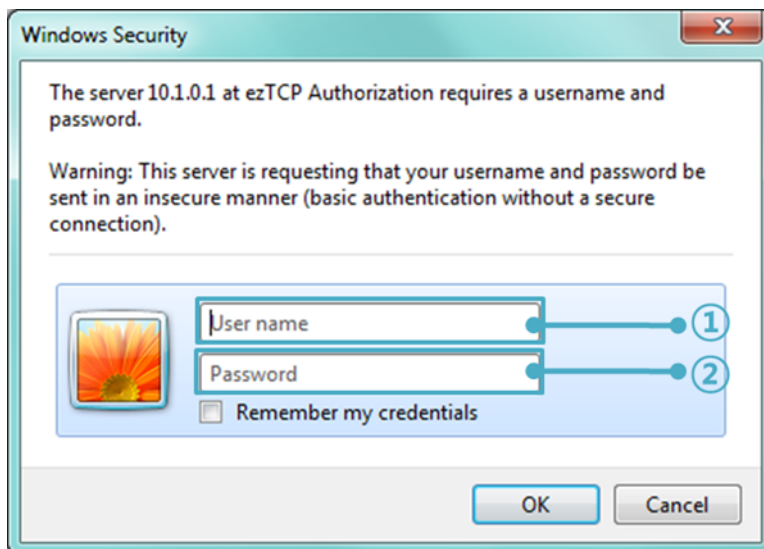 Windows Security
The server 10.1.0.1 at ezTCP Authorization requires a username and
password.
Warning: This server is requesting that your username and password be
sent in an insecure manner (basic authentication without a secure
connection).
User name ①
Password ②
Remember my credentials
OK Cancel